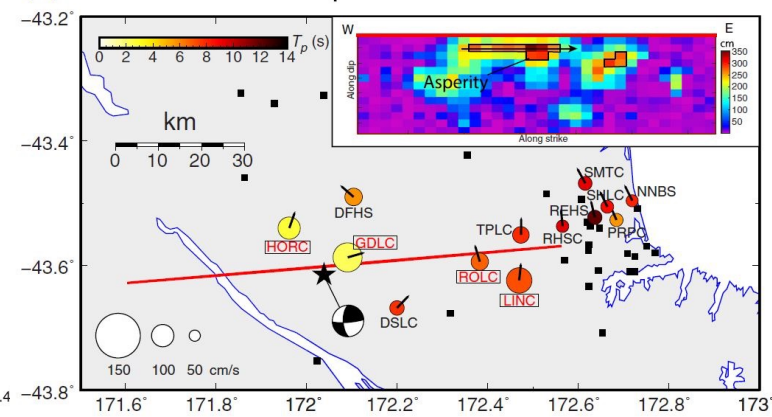 −43.2°
−43.4°
−43.6°
−43.8°
171.6°
171.8°
172°
172.2°
172.4°
172.6°
172.8°
173°
.4
Tp (s)
0 2 4 6 8 10 12 14
km
0 10 20 30
W
E
cm
350
300
250
200
150
100
50
Along dip
Asperity
Along strike
SMTC
SHLC
NNBS
REHS
PRPC
RHSC
TPLC
DFHS
HORC
GDLC
ROLC
LINC
DSLC
150 100 50 cm/s